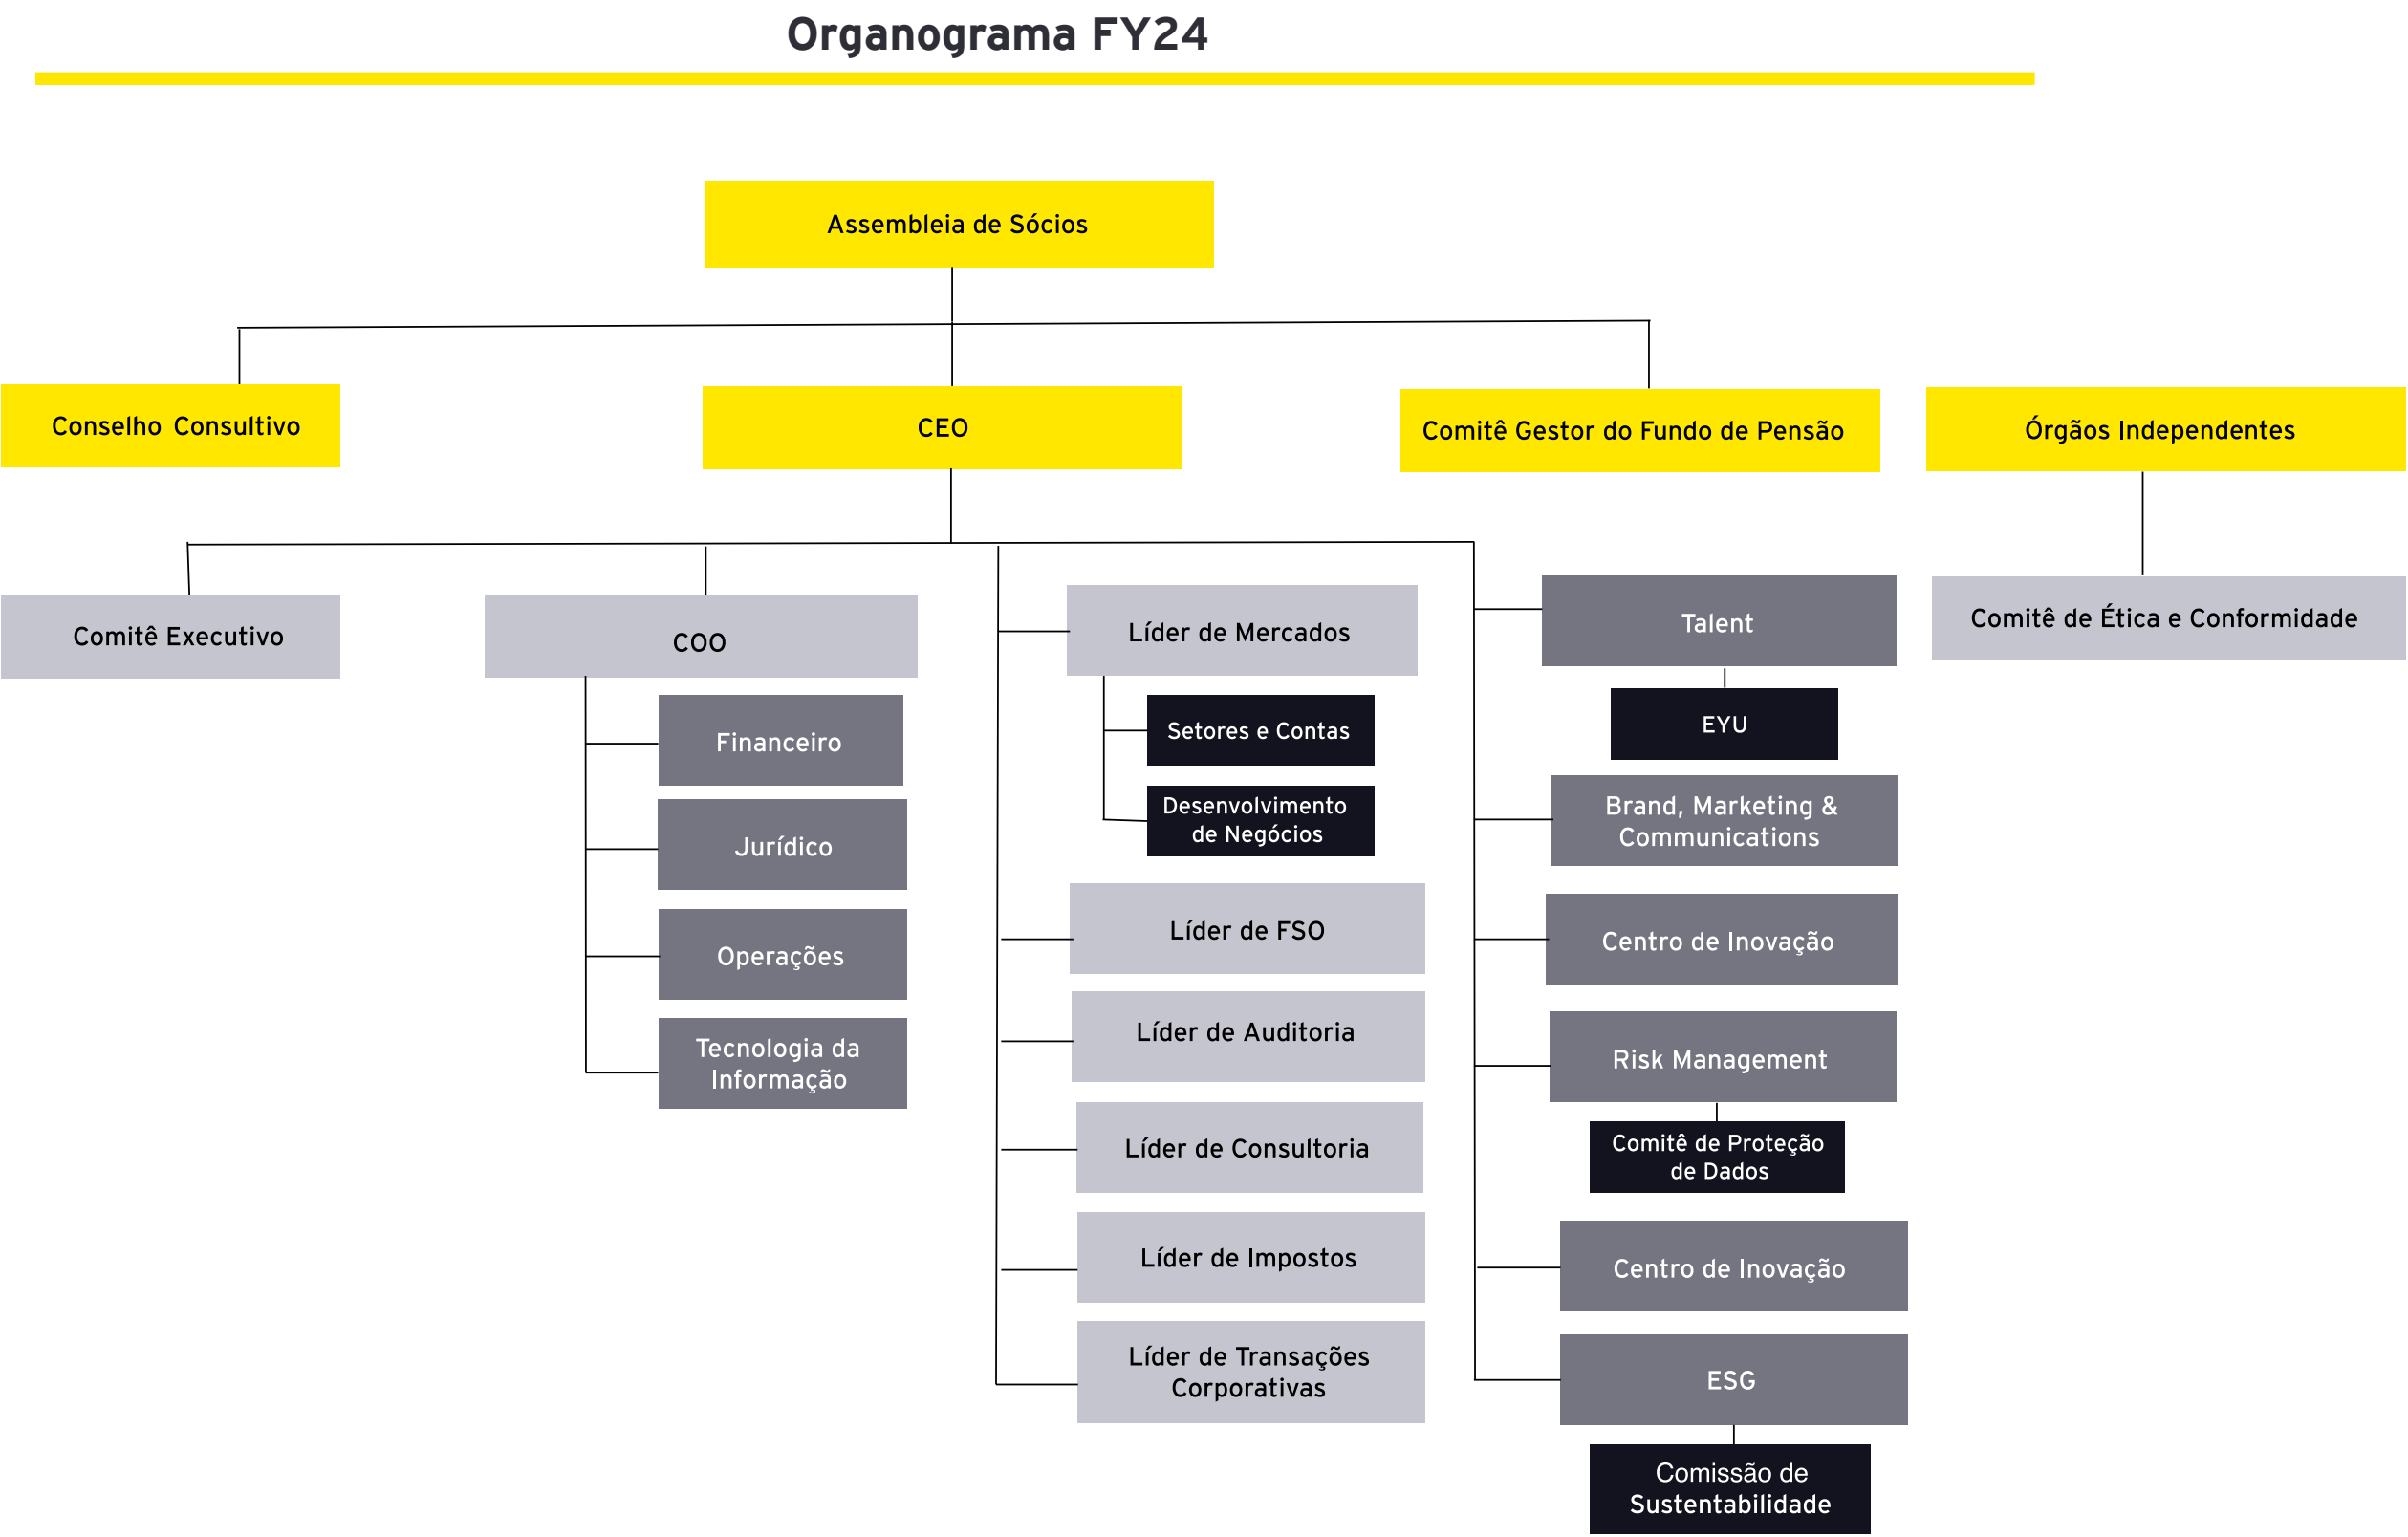 Organograma FY24
Assembleia de Sócios
Conselho Consultivo
CEO
Comitê Gestor do Fundo de Pensão
Órgãos Independentes
Comitê Executivo
COO
Financeiro
Jurídico
Operações
Tecnologia da
Informação
Líder de Mercados
Setores e Contas
Desenvolvimento
de Negócios
Líder de FSO
Líder de Auditoria
Líder de Consultoria
Líder de Impostos
Líder de Transações
Corporativas
Talent
EYU
Brand, Marketing &
Communications
Centro de Inovação
Risk Management
Comitê de Proteção
de Dados
Centro de Inovação
ESG
Comissão de
Sustentabilidade
Comitê de Ética e Conformidade